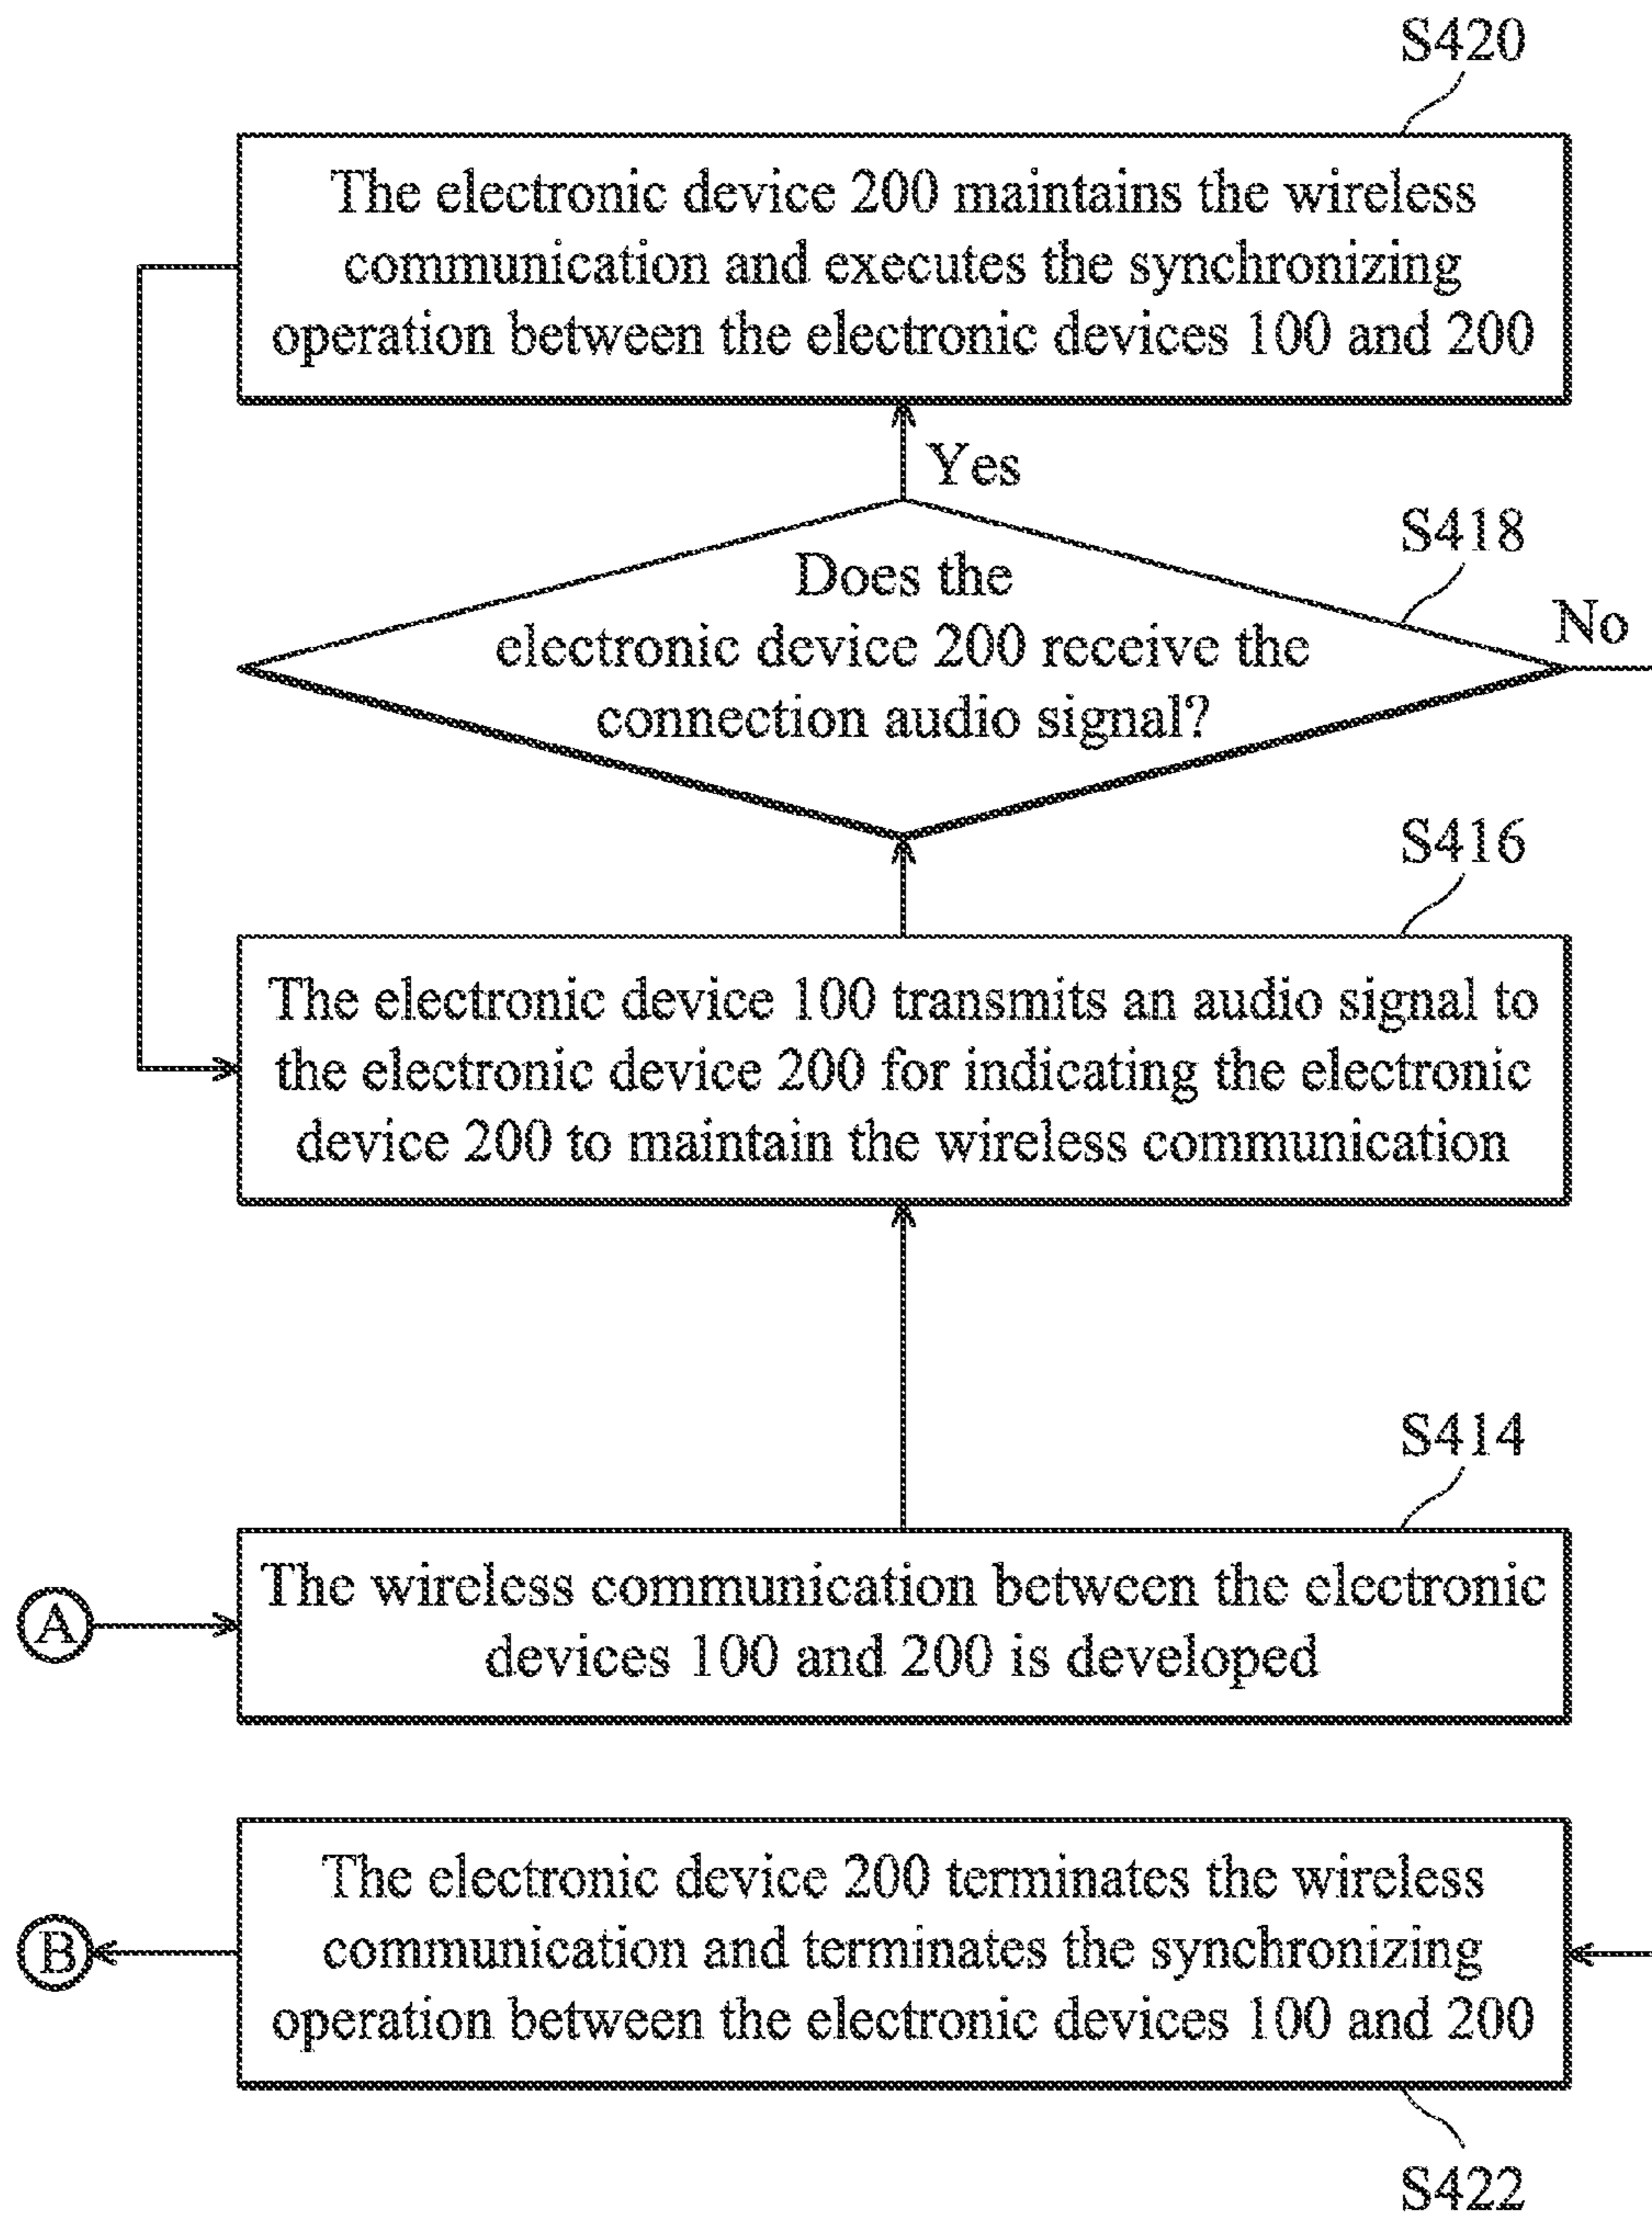 S420
The electronic device 200 maintains the wireless
communication and executes the synchronizing
operation between the electronic devices 100 and 200
Yes
S418
Does the
electronic device 200 receive the
connection audio signal?
No
S416
The electronic device 100 transmits an audio signal to
the electronic device 200 for indicating the electronic
device 200 to maintain the wireless communication
S414
A
The wireless communication between the electronic
devices 100 and 200 is developed
B
The electronic device 200 terminates the wireless
communication and terminates the synchronizing
operation between the electronic devices 100 and 200
S422